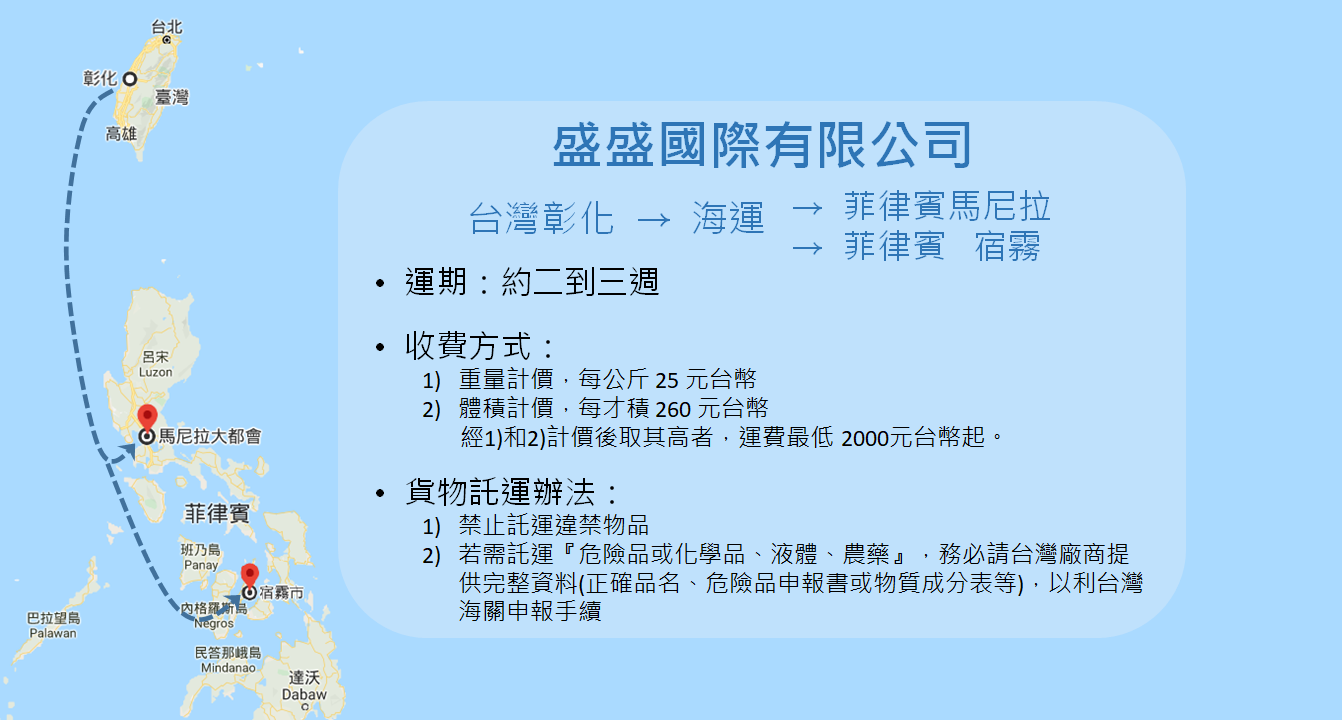 台北
彰化
臺灣
高雄
呂宋
Luzon
馬尼拉大都會
菲律賓
班乃島
Panay
宿霧市
內格羅斯島
Negros
巴拉望島
Palawan
民答那峨島
Mindanao
達沃
Dabaw
盛盛國際有限公司
台灣彰化 → 海運 → 菲律賓馬尼拉
→ 菲律賓 宿霧
• 運期：約二到三週
• 收費方式：
1) 重量計價，每公斤 25 元台幣
2) 體積計價，每才積 260 元台幣
經1)和2)計價後取其高者，運費最低 2000元台幣起。
• 貨物託運辦法：
1) 禁止託運違禁物品
2) 若需託運『危險品或化學品、液體、農藥』，務必請台灣廠商提
供完整資料(正確品名、危險品申報書或物質成分表等)，以利台灣
海關申報手續